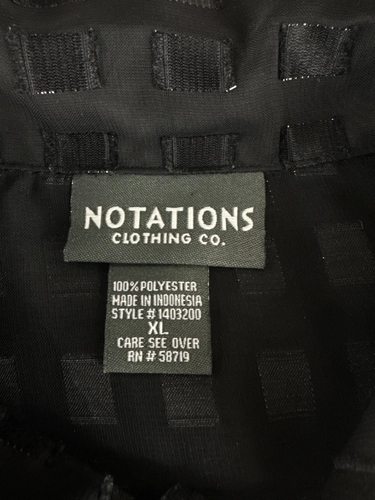 NOTATIONS
CLOTHING CO.
100% POLYESTER
MADE IN INDONESIA
STYLE # 1403200
XL
CARE SEE OVER
RN # 58719